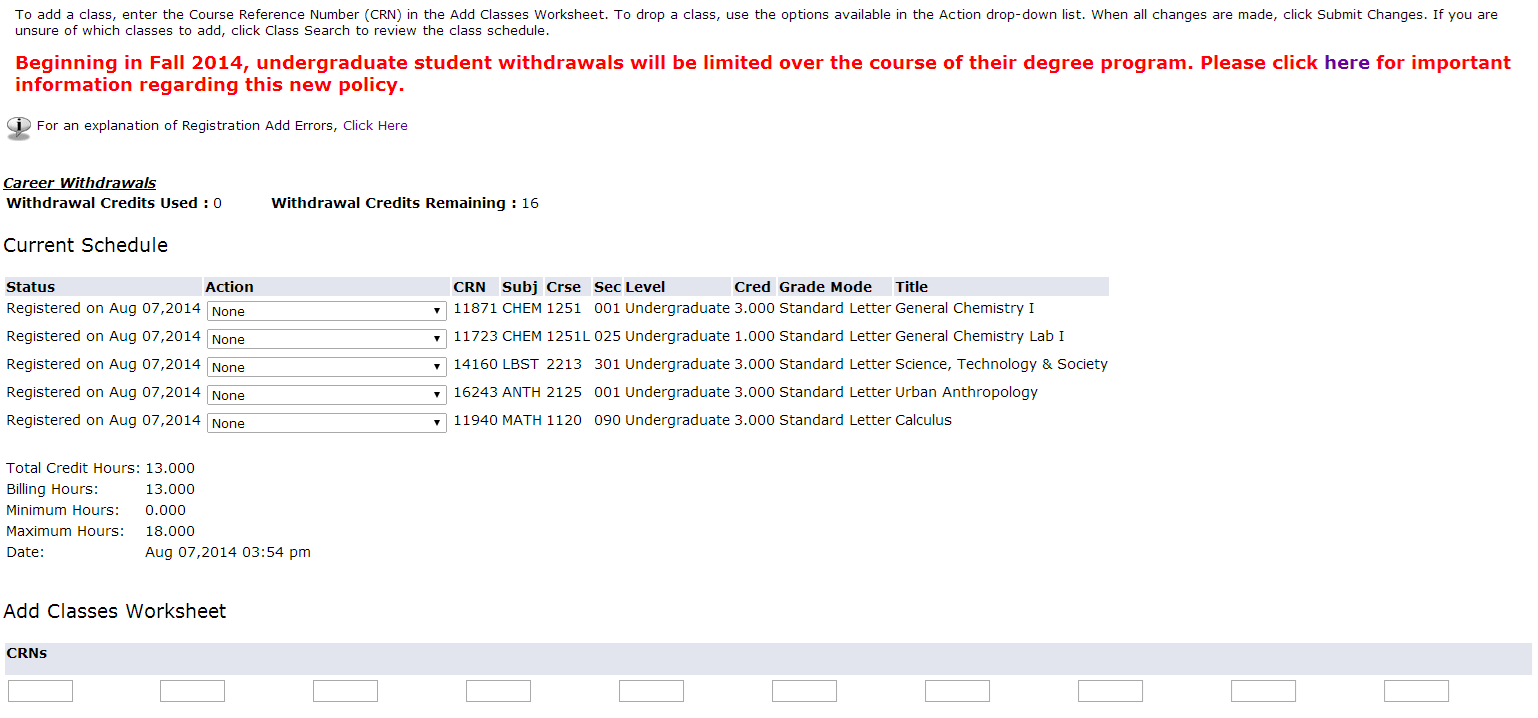 To add a class, enter the Course Reference Number (CRN) in the Add Classes Worksheet. To drop a class, use the options available in the Action drop-down list. When all changes are made, click Submit Changes. If you are
unsure of which classes to add, click Class Search to review the class schedule.
Beginning in Fall 2014, undergraduate student withdrawals will be limited over the course of their degree program. Please click here for important
information regarding this new policy.
For an explanation of Registration Add Errors, Click Here
Career Withdrawals
Withdrawal Credits Used : 0 Withdrawal Credits Remaining : 16
Current Schedule
Status Action CRN Subj Crse Sec Level Cred Grade Mode Title
Registered on Aug 07,2014 None 11871 CHEM 1251 001 Undergraduate 3.000 Standard Letter General Chemistry I
Registered on Aug 07,2014 None 11723 CHEM 1251L 025 Undergraduate 1.000 Standard Letter General Chemistry Lab I
Registered on Aug 07,2014 None 14160 LBST 2213 301 Undergraduate 3.000 Standard Letter Science, Technology & Society
Registered on Aug 07,2014 None 16243 ANTH 2125 001 Undergraduate 3.000 Standard Letter Urban Anthropology
Registered on Aug 07,2014 None 11940 MATH 1120 090 Undergraduate 3.000 Standard Letter Calculus
Total Credit Hours: 13.000
Billing Hours: 13.000
Minimum Hours: 0.000
Maximum Hours: 18.000
Date: Aug 07,2014 03:54 pm
Add Classes Worksheet
CRNs